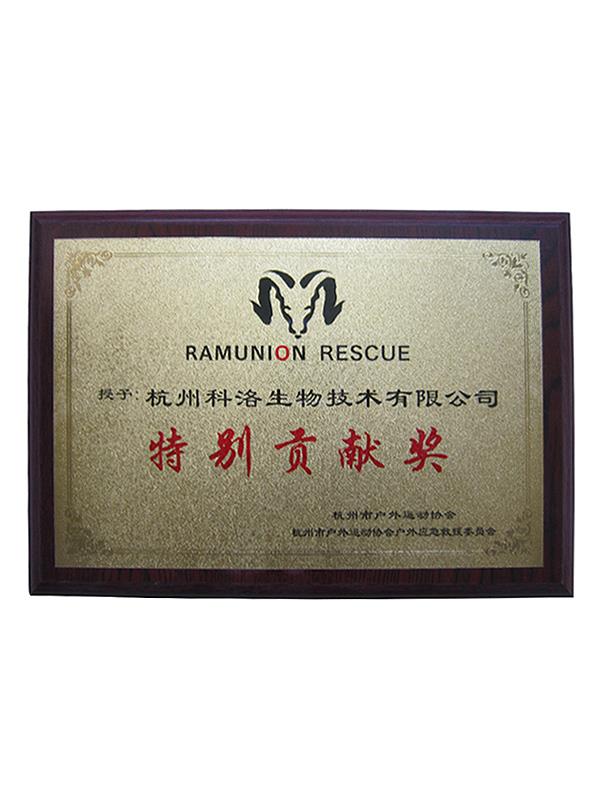 RAMUNION RESCUE
授予：杭州科洛生物技术有限公司
特别贡献奖
杭州市户外运动协会
杭州市户外运动协会户外应急救援委员会